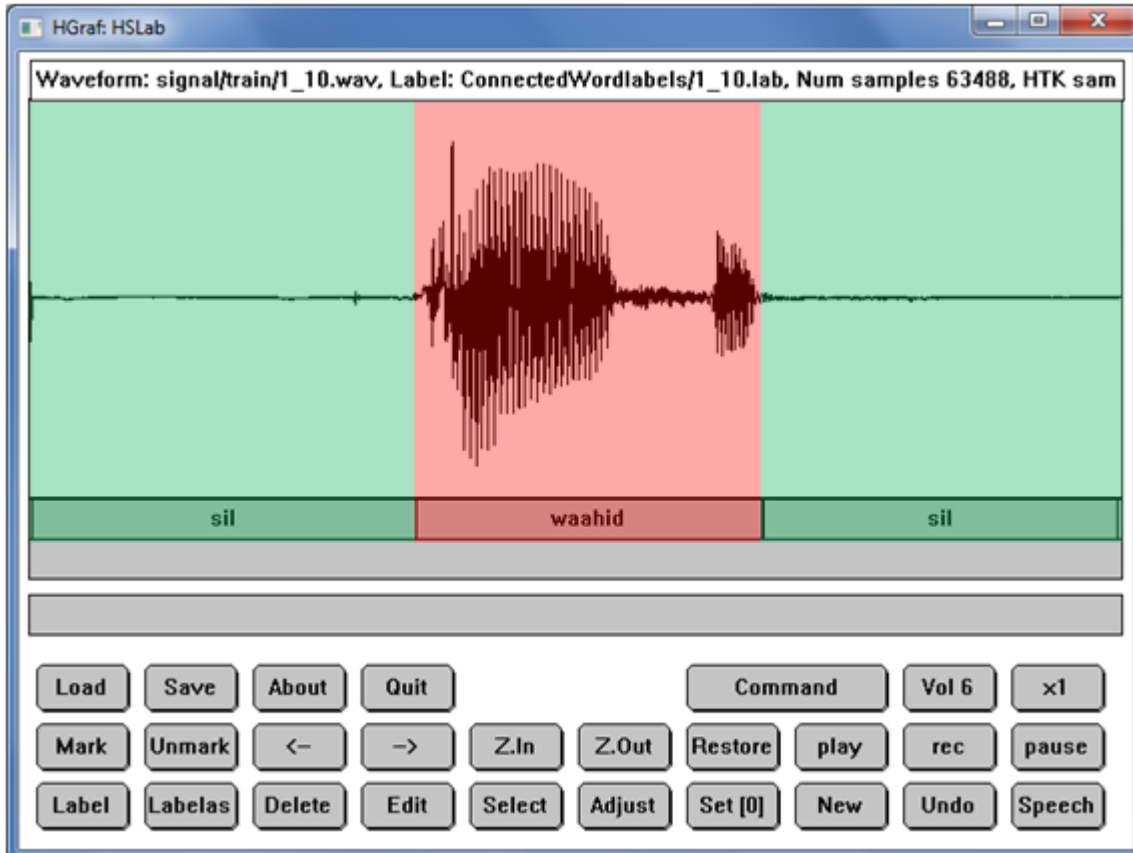 HGraf: HSLab
Waveform: signal/train/1_10.wav, Label: ConnectedWordlabels/1_10.lab, Num samples 63488, HTK sam
sil waahid sil
Load Save About Quit Command Vol 6 x1
Mark Unmark <- -> Z.In Z.Out Restore play rec pause
Label Labelas Delete Edit Select Adjust Set [0] New Undo Speech